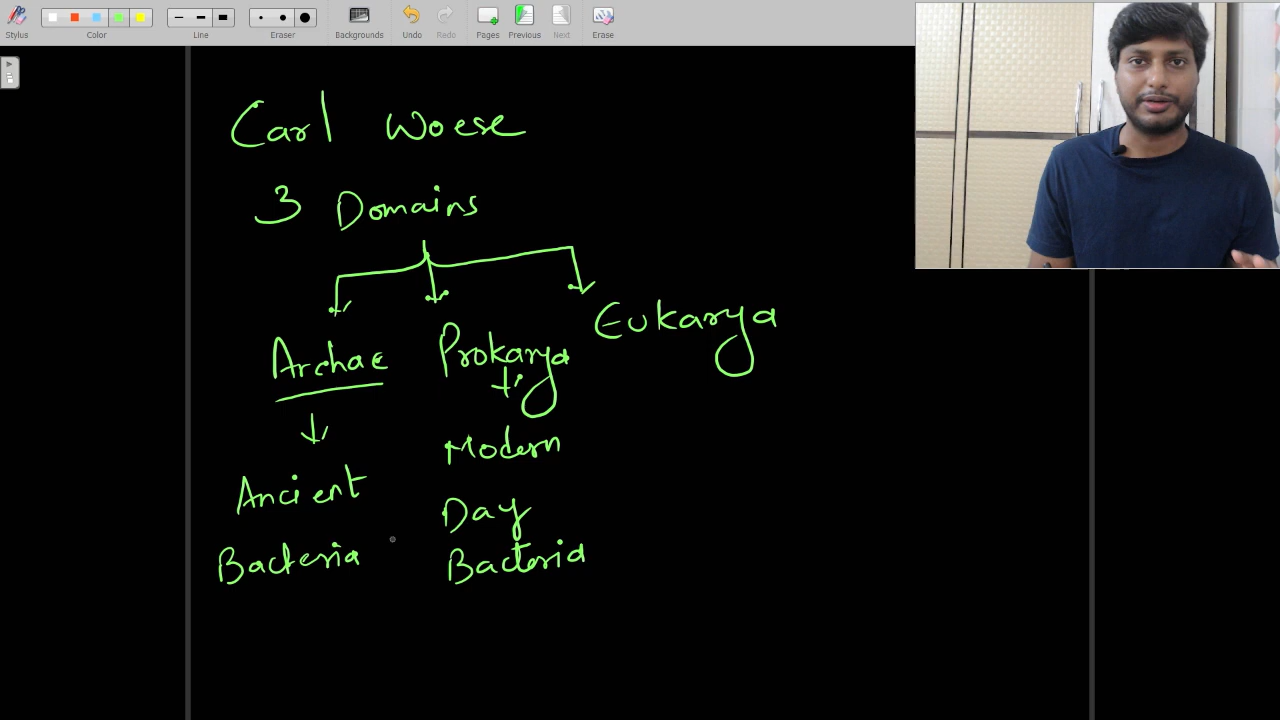 Stylus
Color
Line
Eraser
Backgrounds
Undo
Redo
Pages
Previous
Next
Erase
Carl Woese
3 Domains
Archae Prokarya Eukarya
Ancient
Bacteria
Modern
Day
Bacteria